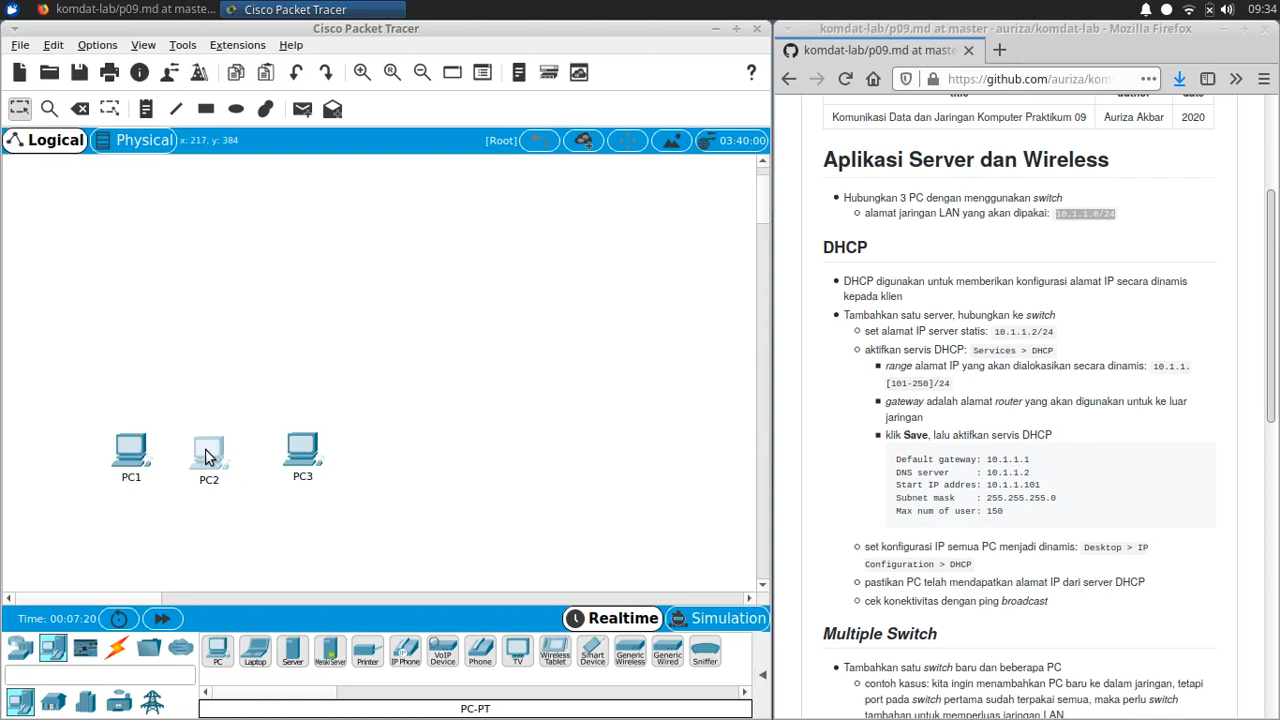 komdat-lab/p09.md at maste...
Cisco Packet Tracer
09:34
Cisco Packet Tracer
File Edit Options View Tools Extensions Help
Logical
Physical
x: 217, y: 384
[Root]
03:40:00
PC1
PC2
PC3
Time: 00:07:20
Realtime
Simulation
PC
Laptop
Server
Meraki Server
Printer
IP Phone
VoIP Device
Phone
TV
Wireless Tablet
Smart Device
Generic Wireless
Generic Wired
Sniffer
PC-PT
komdat-lab/p09.md at master · auriza/komdat-lab - Mozilla Firefox
komdat-lab/p09.md at maste
https://github.com/auriza/kom
title author date
Komunikasi Data dan Jaringan Komputer Praktikum 09 Auriza Akbar 2020
Aplikasi Server dan Wireless
Hubungkan 3 PC dengan menggunakan switch
alamat jaringan LAN yang akan dipakai: 10.1.1.0/24
DHCP
DHCP digunakan untuk memberikan konfigurasi alamat IP secara dinamis
kepada klien
Tambahkan satu server, hubungkan ke switch
set alamat IP server statis: 10.1.1.2/24
aktifkan servis DHCP: Services > DHCP
range alamat IP yang akan dialokasikan secara dinamis: 10.1.1.
[101-250]/24
gateway adalah alamat router yang akan digunakan untuk ke luar
jaringan
klik Save, lalu aktifkan servis DHCP
Default gateway: 10.1.1.1
DNS server : 10.1.1.1
Start IP addres: 10.1.1.101
Subnet mask : 255.255.255.0
Max num of user: 150
set konfigurasi IP semua PC menjadi dinamis: Desktop > IP
Configuration > DHCP
pastikan PC telah mendapatkan alamat IP dari server DHCP
cek konektivitas dengan ping broadcast
Multiple Switch
Tambahkan satu switch baru dan beberapa PC
contoh kasus: kita ingin menambahkan PC baru ke dalam jaringan, tetapi
port pada switch pertama sudah terpakai semua, maka perlu switch
tambahan untuk memperluas jaringan LAN